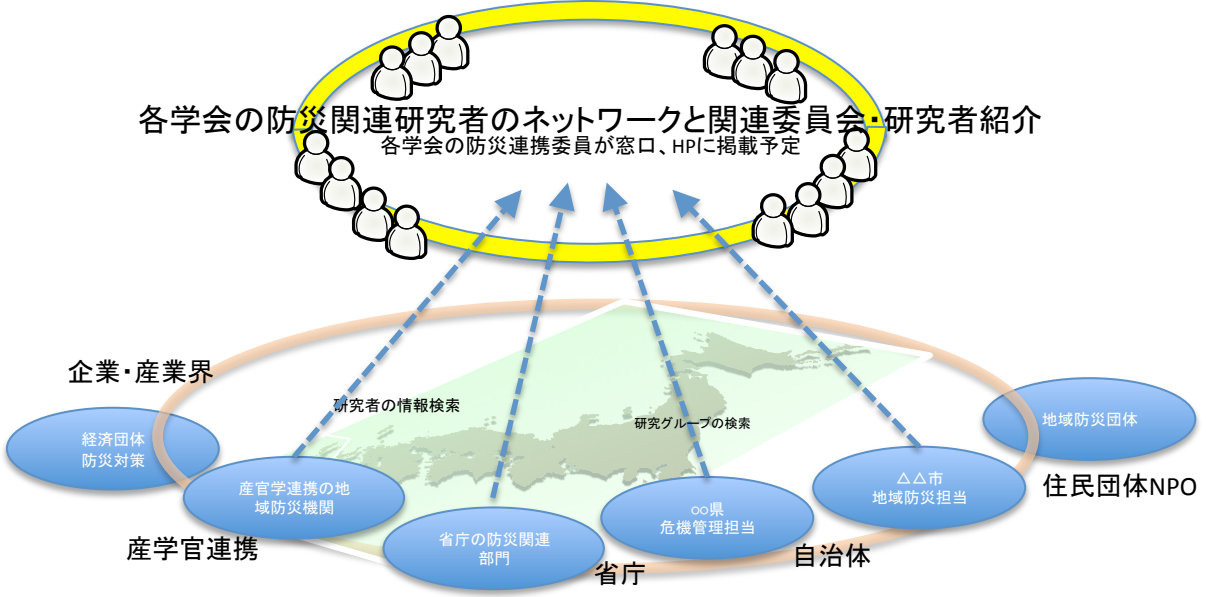 各学会の防災関連研究者のネットワークと関連委員会・研究者紹介
各学会の防災連携委員が窓口、HPに掲載予定
企業・産業界
研究者の情報検索
研究グループの検索
経済団体
防災対策
地域防災団体
産官学連携の地
域防災機関
△△市
地域防災担当
住民団体NPO
○○県
危機管理担当
産学官連携
省庁の防災関連
部門
自治体
省庁